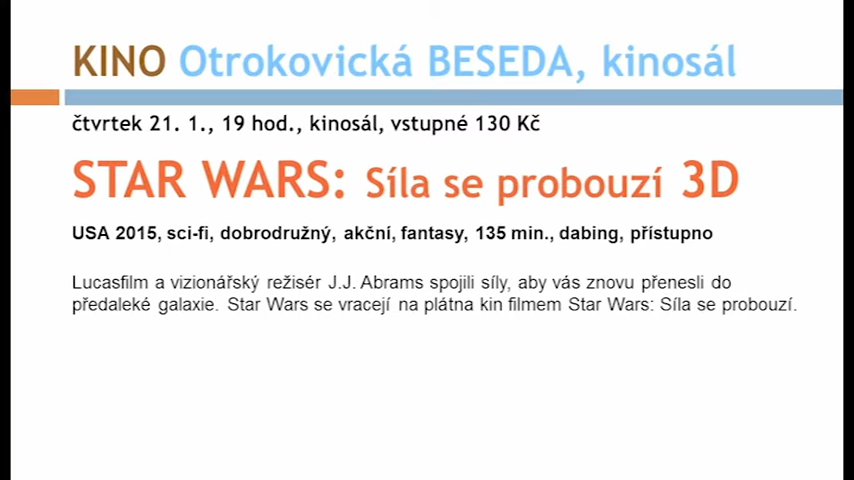 KINO Otrokovická BESEDA, kinosál
čtvrtek 21. 1., 19 hod., kinosál, vstupné 130 Kč
STAR WARS: Síla se probouzí 3D
USA 2015, sci-fi, dobrodružný, akční, fantasy, 135 min., dabing, přístupno
Lucasfilm a vizionářský režisér J.J. Abrams spojili síly, aby vás znovu přenesli do
předaleké galaxie. Star Wars se vracejí na plátna kin filmem Star Wars: Síla se probouzí.